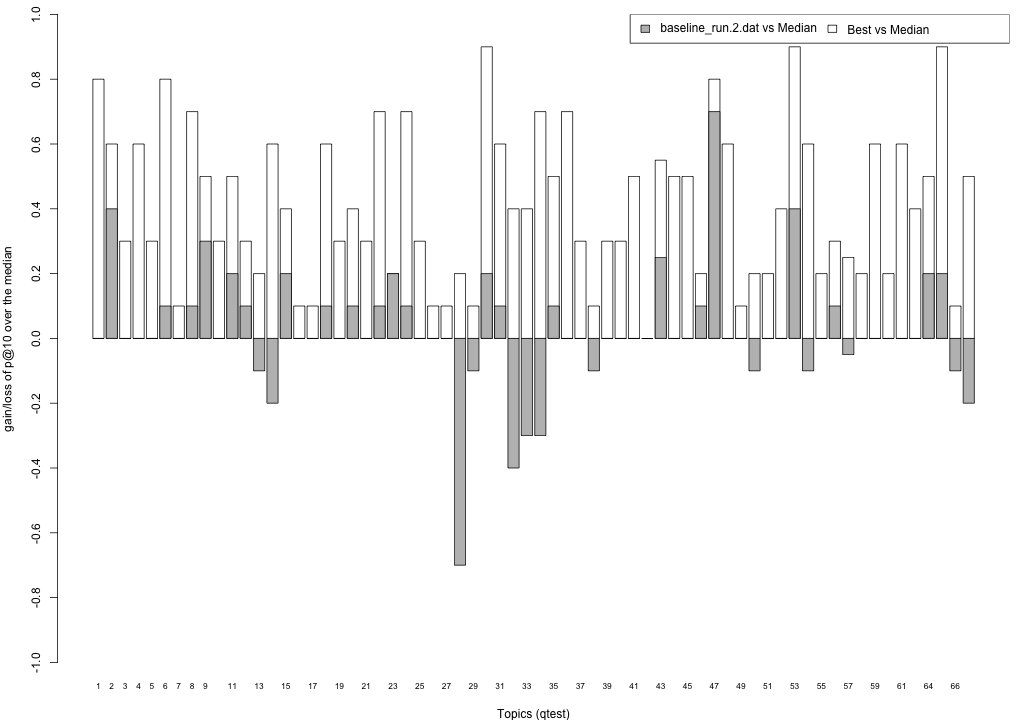 baseline_run.2.dat vs Median Best vs Median
gain/loss of p@10 over the median
1.0
0.8
0.6
0.4
0.2
0.0
-0.2
-0.4
-0.6
-0.8
-1.0
1 2 3 4 5 6 7 8 9 11 13 15 17 19 21 23 25 27 29 31 33 35 37 39 41 43 45 47 49 51 53 55 57 59 61 64 66
Topics (qtest)